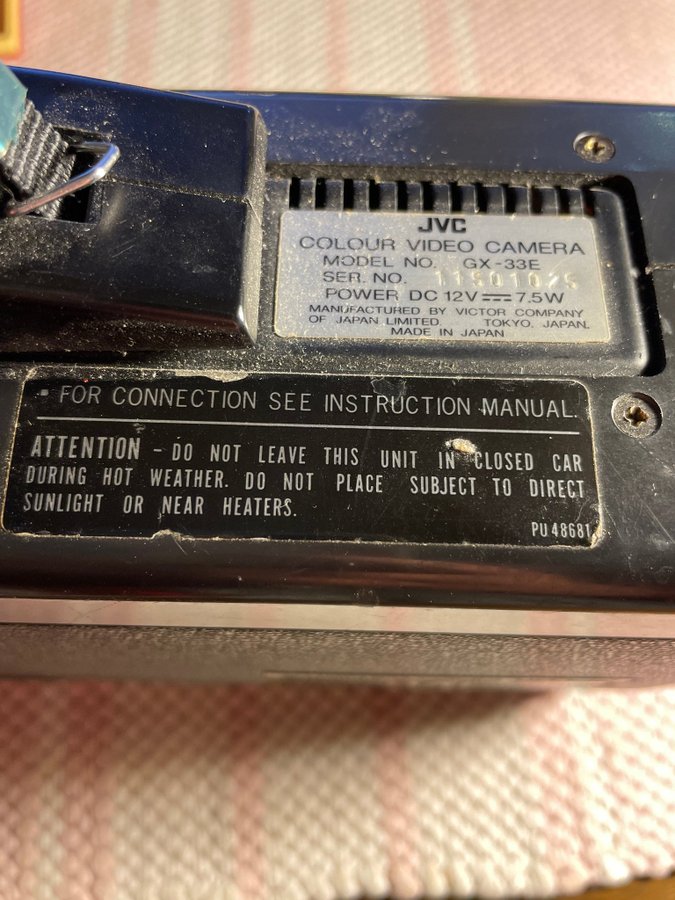 JVC
COLOUR VIDEO CAMERA
MODEL NO. GX-33E
SER. NO.
POWER DC 12V⎓7.5W
MANUFACTURED BY VICTOR COMPANY
OF JAPAN LIMITED. TOKYO, JAPAN.
MADE IN JAPAN
• FOR CONNECTION SEE INSTRUCTION MANUAL.
ATTENTION – DO NOT LEAVE THIS UNIT IN CLOSED CAR
DURING HOT WEATHER. DO NOT PLACE SUBJECT TO DIRECT
SUNLIGHT OR NEAR HEATERS.
PU 48681